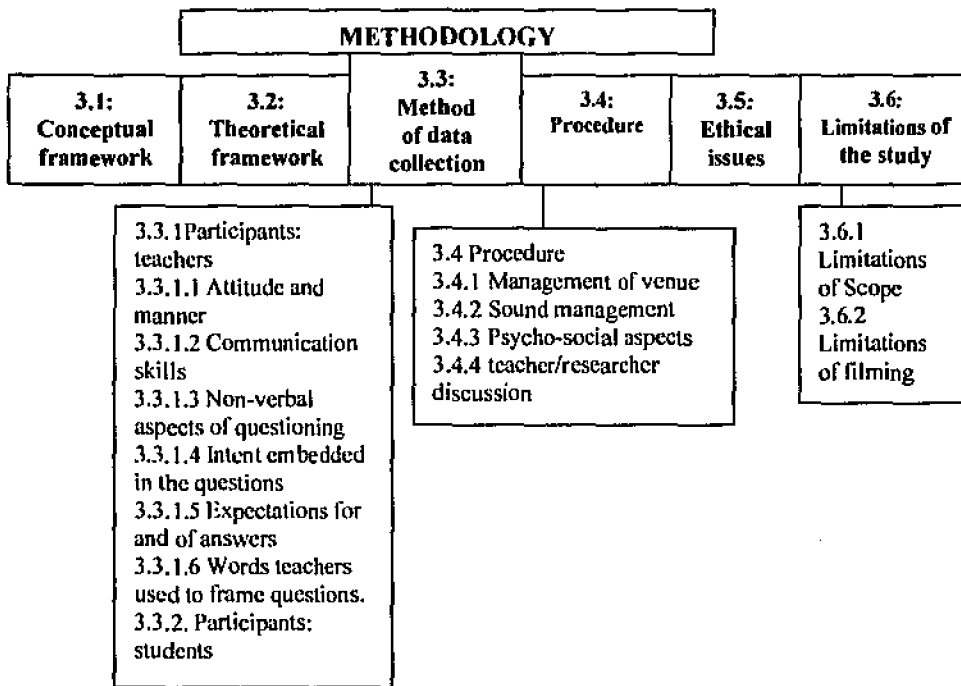 METHODOLOGY
3.1:
Conceptual
framework
3.2:
Theoretical
framework
3.3:
Method
of data
collection
3.4:
Procedure
3.5:
Ethical
issues
3.6:
Limitations of
the study
3.3.1Participants:
teachers
3.3.1.1 Attitude and
manner
3.3.1.2 Communication
skills
3.3.1.3 Non-verbal
aspects of questioning
3.3.1.4 Intent embedded
in the questions
3.3.1.5 Expectations for
and of answers
3.3.1.6 Words teachers
used to frame questions.
3.3.2. Participants:
students
3.4 Procedure
3.4.1 Management of venue
3.4.2 Sound management
3.4.3 Psycho-social aspects
3.4.4 teacher/researcher
discussion
3.6.1
Limitations
of Scope
3.6.2
Limitations
of filming